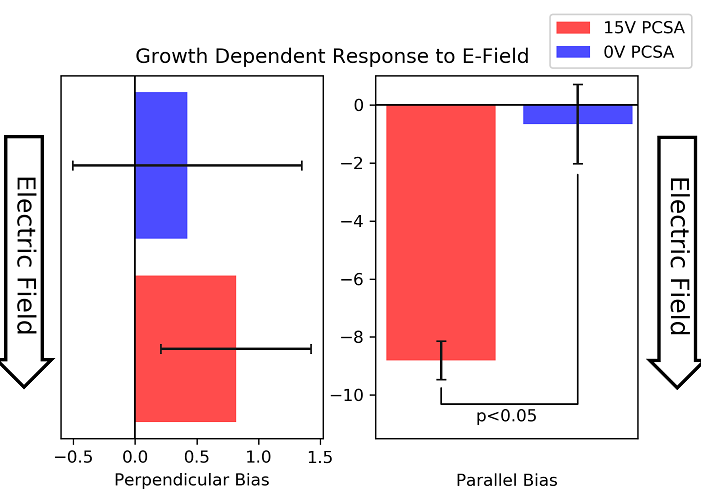 15V PCSA
0V PCSA
Growth Dependent Response to E-Field
Electric Field
−0.5 0.0 0.5 1.0 1.5
Perpendicular Bias
0
−2
−4
−6
−8
−10
p<0.05
Parallel Bias
Electric Field